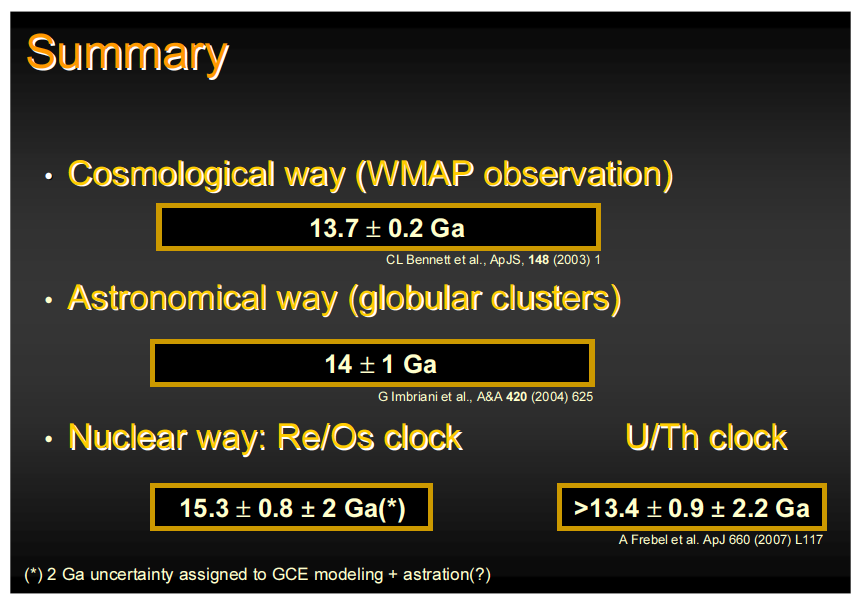 Summary
• Cosmological way (WMAP observation)
13.7 ± 0.2 Ga
CL Bennett et al., ApJS, 148 (2003) 1
• Astronomical way (globular clusters)
14 ± 1 Ga
G Imbriani et al., A&A 420 (2004) 625
• Nuclear way: Re/Os clock U/Th clock
15.3 ± 0.8 ± 2 Ga(*) >13.4 ± 0.9 ± 2.2 Ga
A Frebel et al. ApJ 660 (2007) L117
(*) 2 Ga uncertainty assigned to GCE modeling + astration(?)